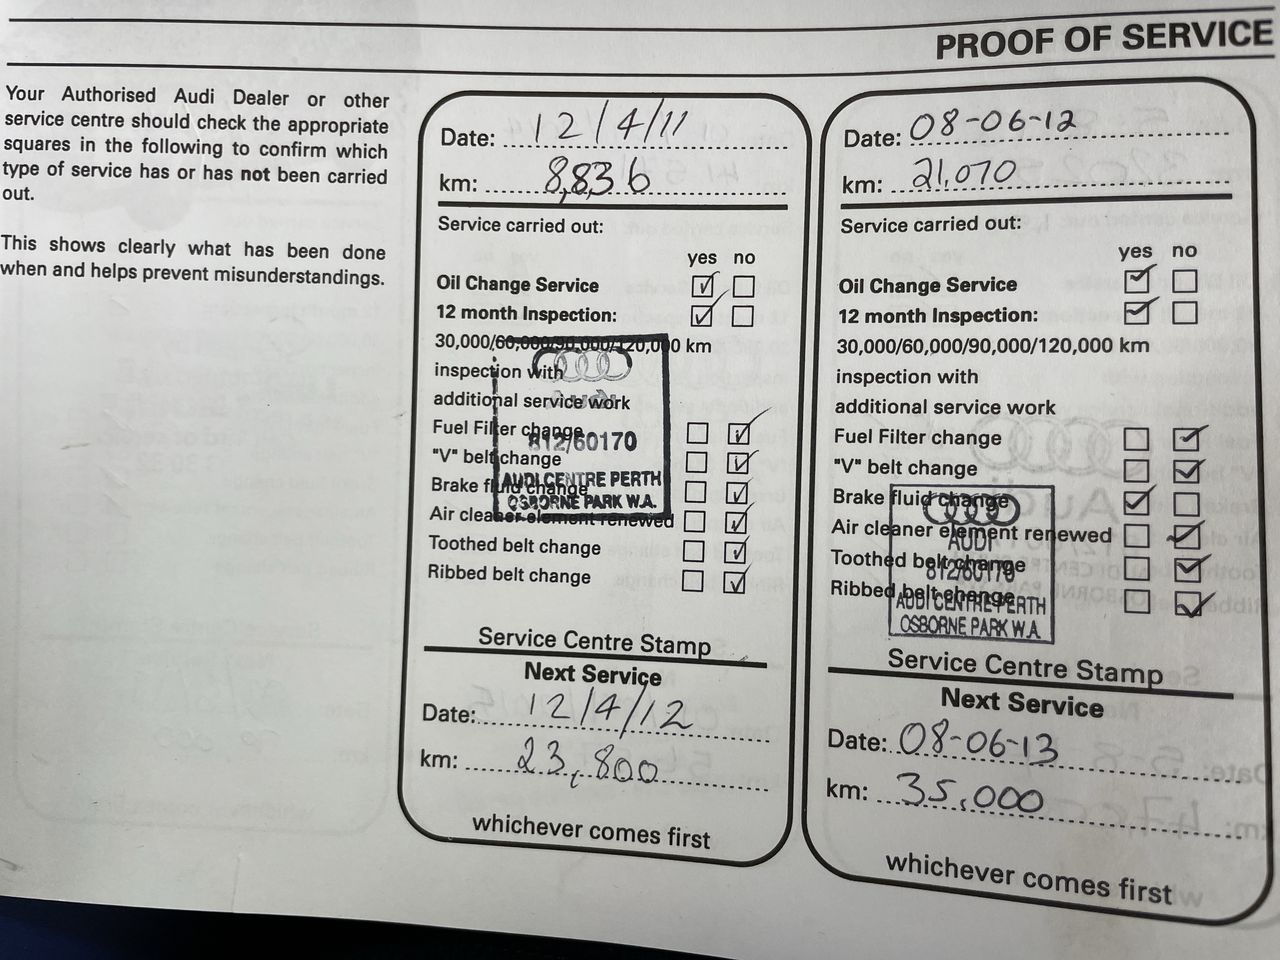 PROOF OF SERVICE
Your Authorised Audi Dealer or other
service centre should check the appropriate
squares in the following to confirm which
type of service has or has not been carried
out.
This shows clearly what has been done
when and helps prevent misunderstandings.
Date: 12/4/11
km: 8,836
Service carried out:
yes no
Oil Change Service
12 month Inspection:
30,000/60,000/90,000/120,000 km
inspection with
additional service work
Fuel Filter change
"V" belt change
Brake fluid change
Air cleaner element renewed
Toothed belt change
Ribbed belt change
Audi
812/60170
AUDI CENTRE PERTH
OSBORNE PARK W.A.
Service Centre Stamp
Next Service
Date: 12/4/12
km: 23,800
whichever comes first
Date: 08-06-12
km: 21,070
Service carried out:
yes no
Oil Change Service
12 month Inspection:
30,000/60,000/90,000/120,000 km
inspection with
additional service work
Fuel Filter change
"V" belt change
Brake fluid change
Air cleaner element renewed
Toothed belt change
Ribbed belt change
AUDI
812/60170
AUDI CENTRE PERTH
OSBORNE PARK W.A.
Service Centre Stamp
Next Service
Date: 08-06-13
km: 35,000
whichever comes first